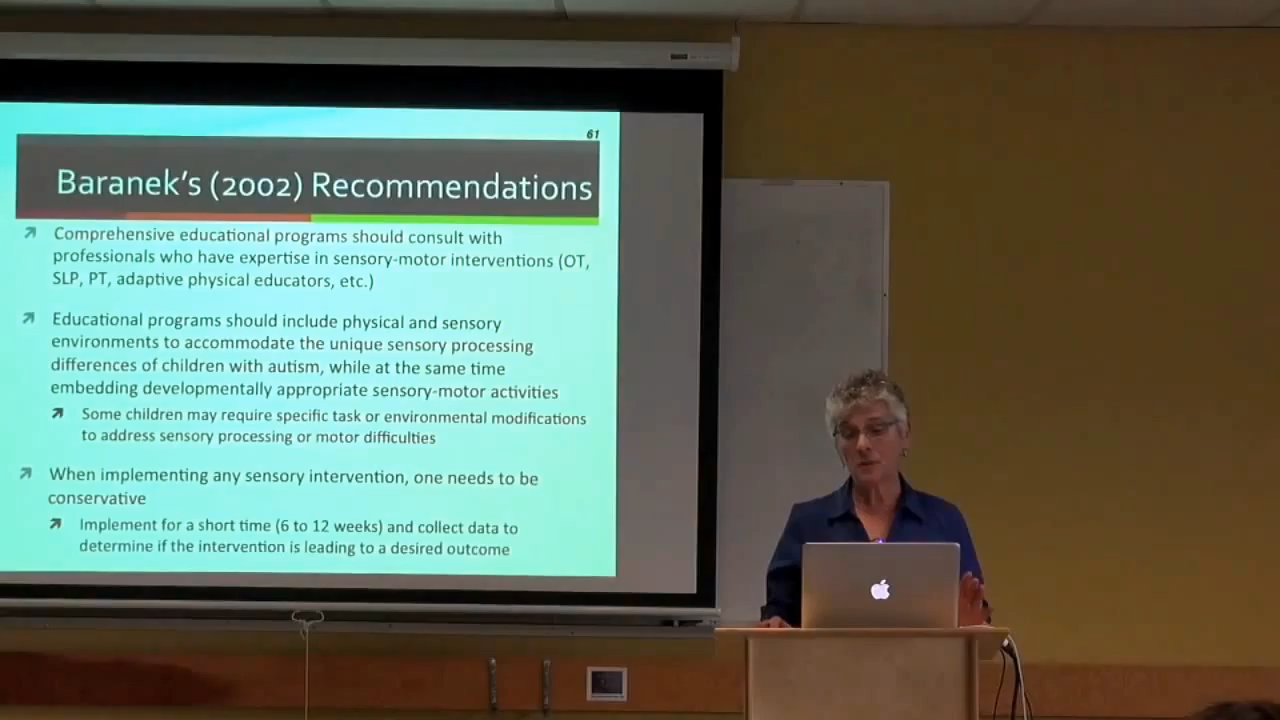 61
Baranek's (2002) Recommendations
Comprehensive educational programs should consult with
professionals who have expertise in sensory-motor interventions (OT,
SLP, PT, adaptive physical educators, etc.)
Educational programs should include physical and sensory
environments to accommodate the unique sensory processing
differences of children with autism, while at the same time
embedding developmentally appropriate sensory-motor activities
Some children may require specific task or environmental modifications
to address sensory processing or motor difficulties
When implementing any sensory intervention, one needs to be
conservative
Implement for a short time (6 to 12 weeks) and collect data to
determine if the intervention is leading to a desired outcome